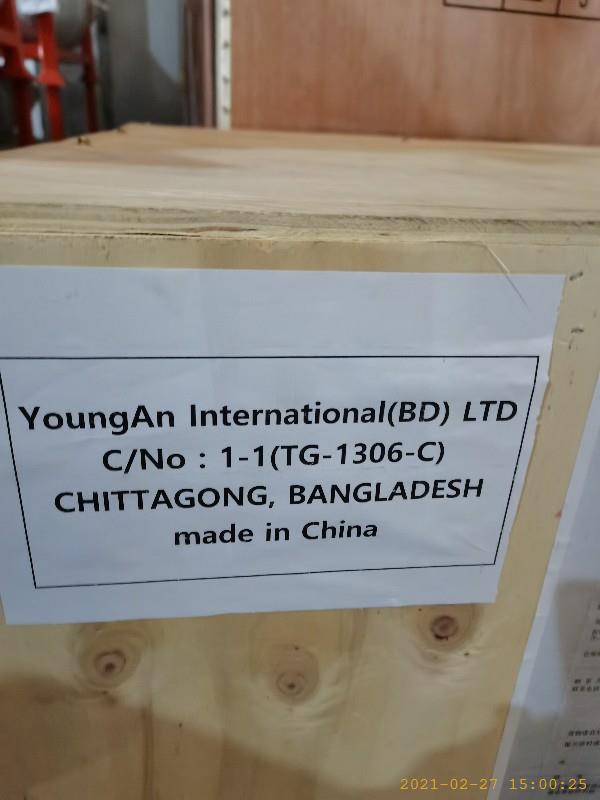 YoungAn International(BD) LTD
C/No : 1-1(TG-1306-C)
CHITTAGONG, BANGLADESH
made in China
2021-02-27 15:00:25